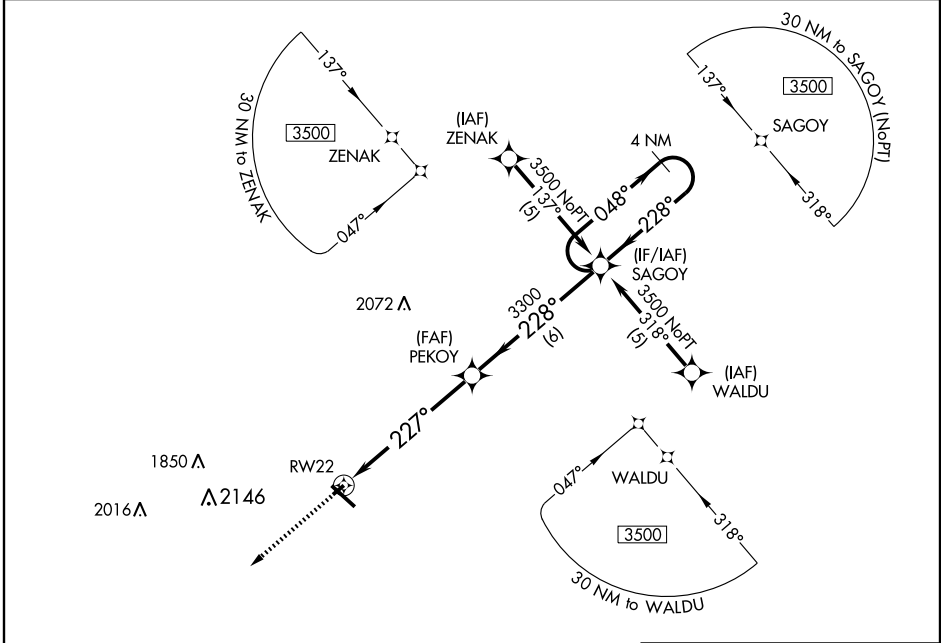 30 NM to ZENAK
137°
3500
ZENAK
047°
(IAF)
ZENAK
3500 NoPT
137°
(5)
4 NM
048°
228°
(IF/IAF)
SAGOY
30 NM to SAGOY (NoPT)
137°
3500
SAGOY
318°
3500 NoPT
318°
(5)
(IAF)
WALDU
3300
228°
(6)
2072
(FAF)
PEKOY
227°
RW22
1850
2146
2016
WALDU
047°
318°
3500
30 NM to WALDU